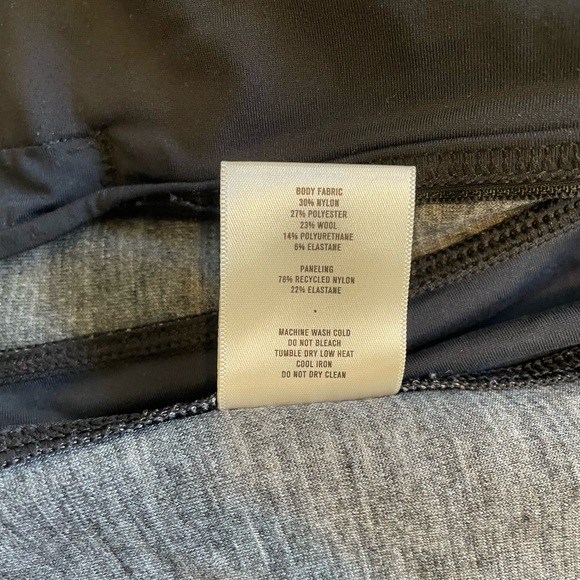 BODY FABRIC
30% NYLON
27% POLYESTER
23% WOOL
14% POLYURETHANE
6% ELASTANE
PANELING
78% RECYCLED NYLON
22% ELASTANE
MACHINE WASH COLD
DO NOT BLEACH
TUMBLE DRY LOW HEAT
COOL IRON
DO NOT DRY CLEAN